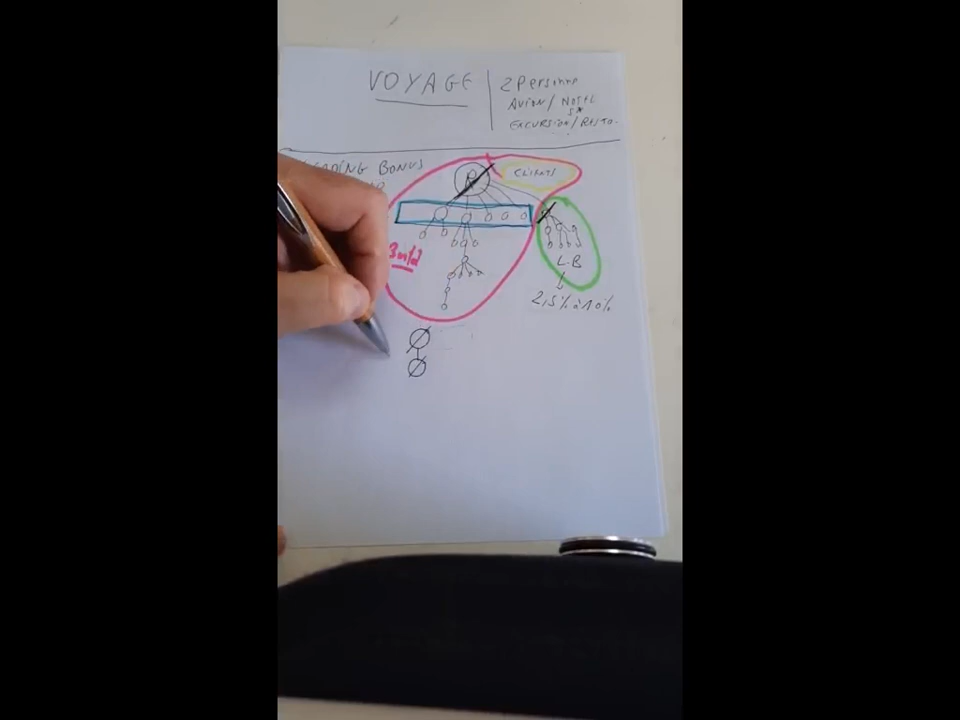 VOYAGE
2 Personne
AVION / HOTEL
5*
EXCURSION / RESTO.
BONUS
CLIENTS
Build
L.B
2,5% à 10%